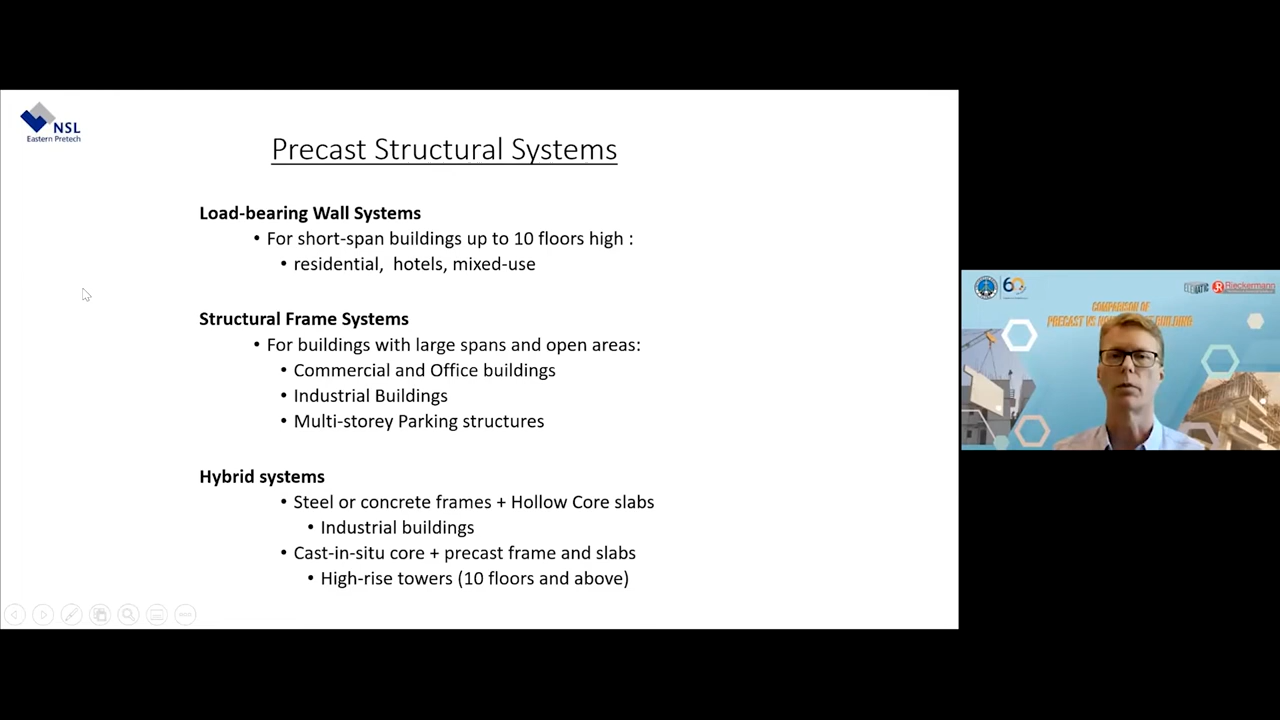 NSL
Eastern Pretech
Precast Structural Systems
Load-bearing Wall Systems
• For short-span buildings up to 10 floors high :
• residential, hotels, mixed-use
Structural Frame Systems
• For buildings with large spans and open areas:
• Commercial and Office buildings
• Industrial Buildings
• Multi-storey Parking structures
Hybrid systems
• Steel or concrete frames + Hollow Core slabs
• Industrial buildings
• Cast-in-situ core + precast frame and slabs
• High-rise towers (10 floors and above)
60
Rieckermann
COMPARISON OF
PRECAST VS